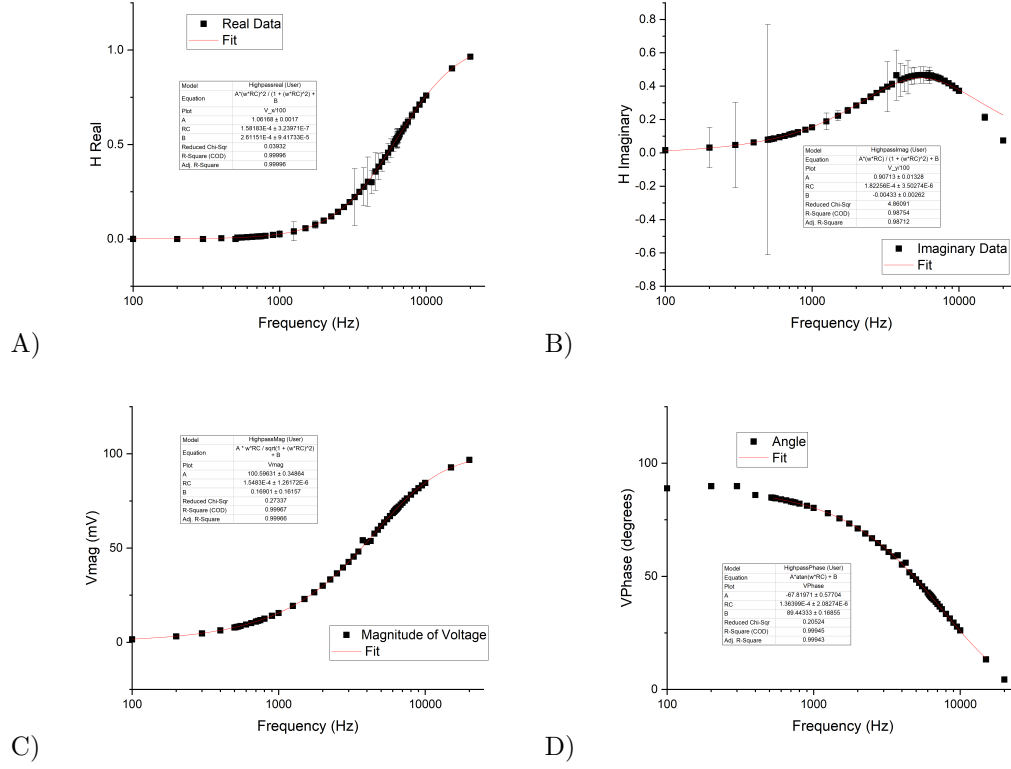 Real Data
Fit
Model Highpassreal (User)
Equation A*(w*RC)^2 / (1 + (w*RC)^2) +
B
Plot V_x/100
A 1.06168 ± 0.0017
RC 1.58183E-4 ± 3.23971E-7
B 2.61151E-4 ± 9.41733E-5
Reduced Chi-Sqr 0.03932
R-Square (COD) 0.99996
Adj. R-Square 0.99996
H Real
1.0
0.5
0.0
100 1000 10000
Frequency (Hz)
A)
H Imaginary
0.8
0.6
0.4
0.2
0.0
-0.2
-0.4
-0.6
-0.8
Model HighpassImag (User)
Equation A*(w*RC) / (1 + (w*RC)^2) + B
Plot V_y/100
A 0.90713 ± 0.01328
RC 1.82256E-4 ± 3.50274E-6
B -0.00433 ± 0.00262
Reduced Chi-Sqr 4.86091
R-Square (COD) 0.98754
Adj. R-Square 0.98712
Imaginary Data
Fit
100 1000 10000
Frequency (Hz)
B)
Vmag (mV)
100
50
0
Model HighpassMag (User)
Equation A * w*RC / sqrt(1 + (w*RC)^2)
+ B
Plot Vmag
A 100.59631 ± 0.34864
RC 1.5483E-4 ± 1.26172E-6
B 0.16901 ± 0.16157
Reduced Chi-Sqr 0.27337
R-Square (COD) 0.99967
Adj. R-Square 0.99966
Magnitude of Voltage
Fit
100 1000 10000
Frequency (Hz)
C)
VPhase (degrees)
100
50
0
Angle
Fit
Model HighpassPhase (User)
Equation A*atan(w*RC) + B
Plot VPhase
A -67.81971 ± 0.57704
RC 1.36399E-4 ± 2.08274E-6
B 89.44333 ± 0.16855
Reduced Chi-Sqr 0.20524
R-Square (COD) 0.99945
Adj. R-Square 0.99943
100 1000 10000
Frequency (Hz)
D)